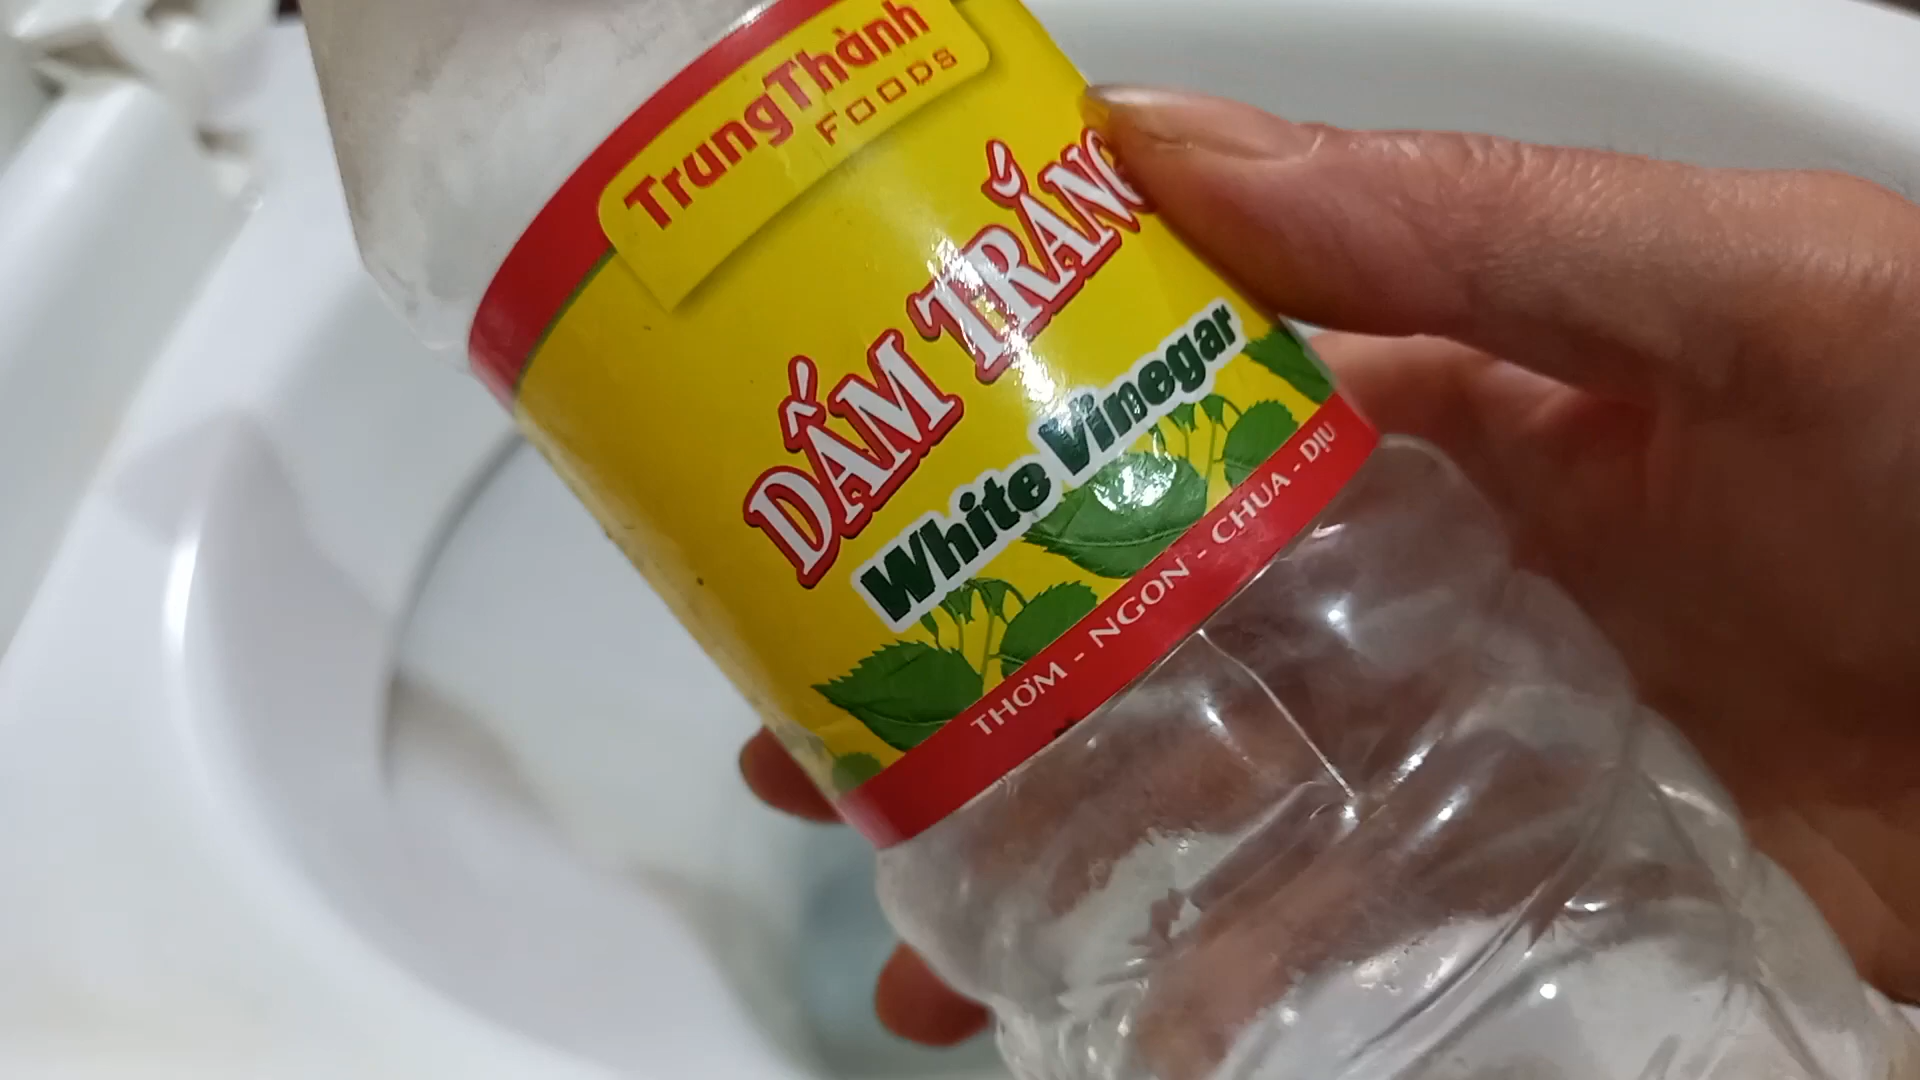 TrungThành
FOODS
DẤM TRẮNG
White Vinegar
THƠM - NGON - CHUA - DỊU